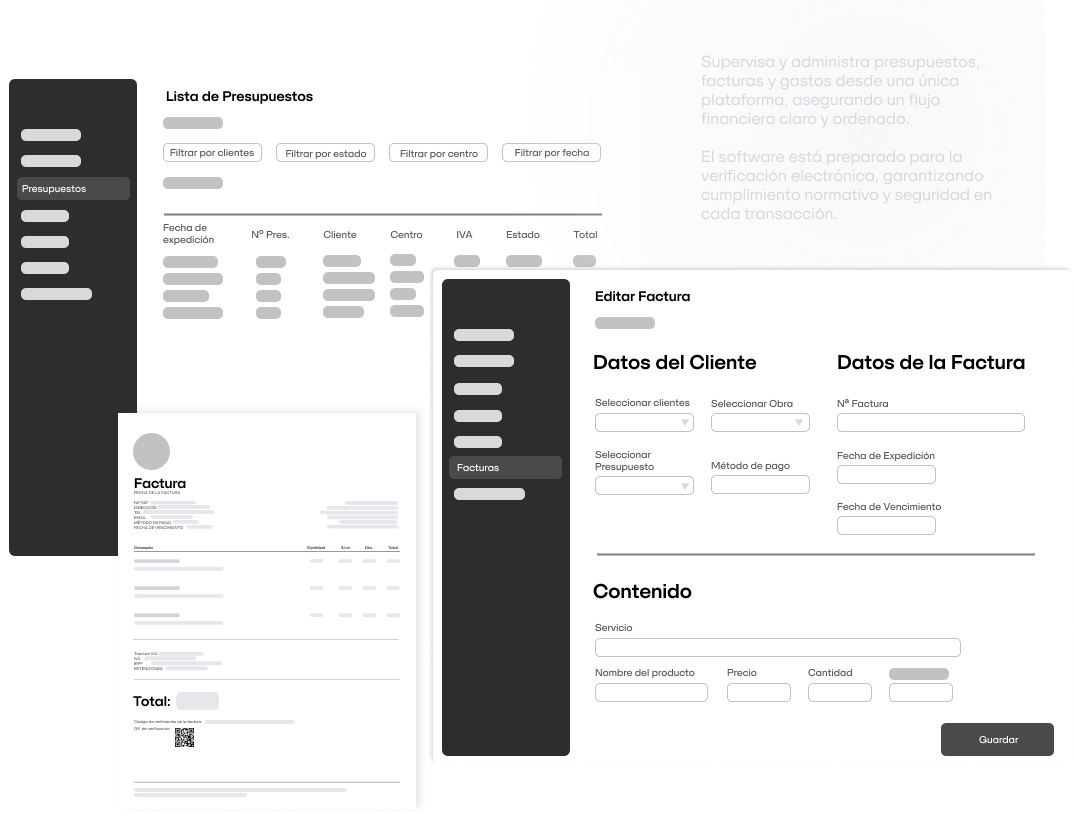 Supervisa y administra presupuestos,
facturas y gastos desde una única
plataforma, asegurando un flujo
financiero claro y ordenado.
El software está preparado para la
verificación electrónica, garantizando
cumplimiento normativo y seguridad en
cada transacción.
Lista de Presupuestos
Filtrar por clientes Filtrar por estado Filtrar por centro Filtrar por fecha
Presupuestos
Fecha de
expedición Nº Pres. Cliente Centro IVA Estado Total
Editar Factura
Datos del Cliente Datos de la Factura
Seleccionar clientes Seleccionar Obra Nª Factura
Seleccionar
Presupuesto Método de pago Fecha de Expedición
Facturas
Fecha de Vencimiento
Contenido
Servicio
Nombre del producto Precio Cantidad
Guardar
Factura
FECHA DE LA FACTURA
NIF/CIF
DIRECCIÓN
TEL
EMAIL
MÉTODO DE PAGO
FECHA DE VENCIMIENTO
Concepto Cantidad Dto. Total
Total sin IVA
IVA
IRPF
RETENCIONES
Total:
Código de verificación de la factura
QR de verificación